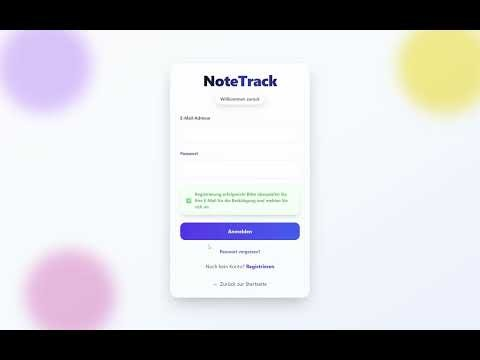 NoteTrack
Willkommen zurück
E-Mail-Adresse
Passwort
Registrierung erfolgreich! Bitte überprüfen Sie
Ihre E-Mail für die Bestätigung und melden Sie
sich an.
Anmelden
Passwort vergessen?
Noch kein Konto? Registrieren
← Zurück zur Startseite